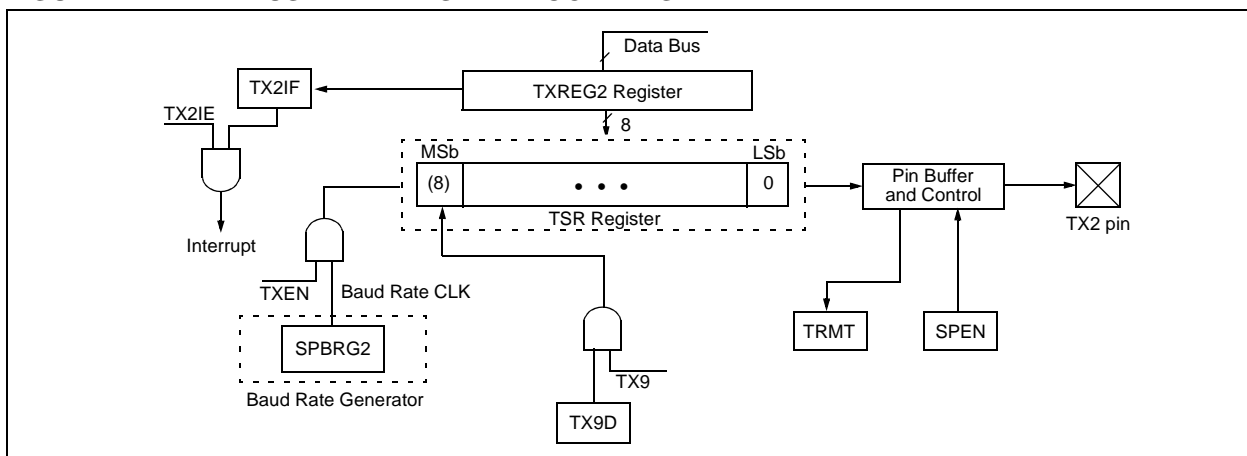 Data Bus
TX2IF
TXREG2 Register
TX2IE
8
MSb
LSb
(8)
• • •
0
Pin Buffer
and Control
TSR Register
TX2 pin
Interrupt
TXEN
Baud Rate CLK
TRMT
SPEN
SPBRG2
TX9
Baud Rate Generator
TX9D